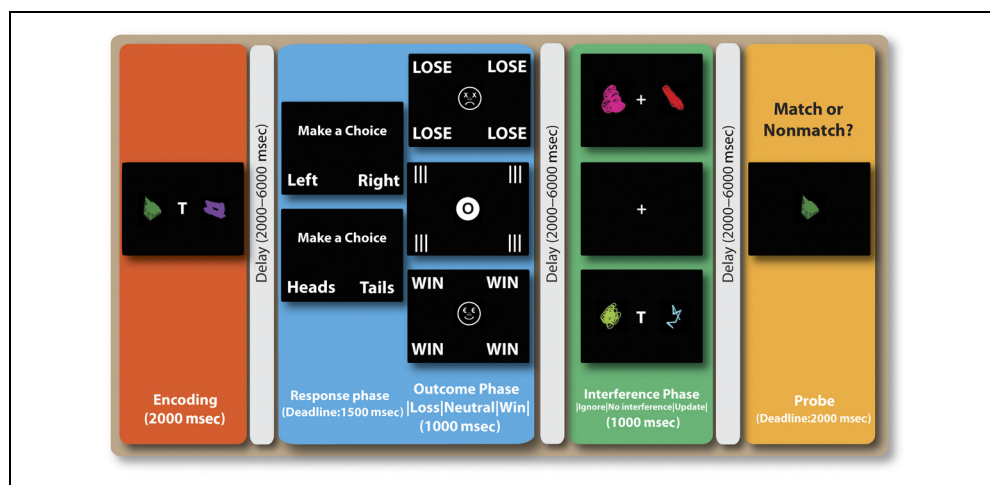 T
Encoding
(2000 msec)
Delay (2000–6000 msec)
Make a Choice
Left Right
Make a Choice
Heads Tails
Response phase
(Deadline:1500 msec)
LOSE LOSE
x x
LOSE LOSE
||| |||
O
||| |||
WIN WIN
€ €
WIN WIN
Outcome Phase
|Loss|Neutral|Win|
(1000 msec)
Delay (2000–6000 msec)
+
+
T
Interference Phase
|Ignore|No interference|Update|
(1000 msec)
Delay (2000–6000 msec)
Match or
Nonmatch?
Probe
(Deadline:2000 msec)